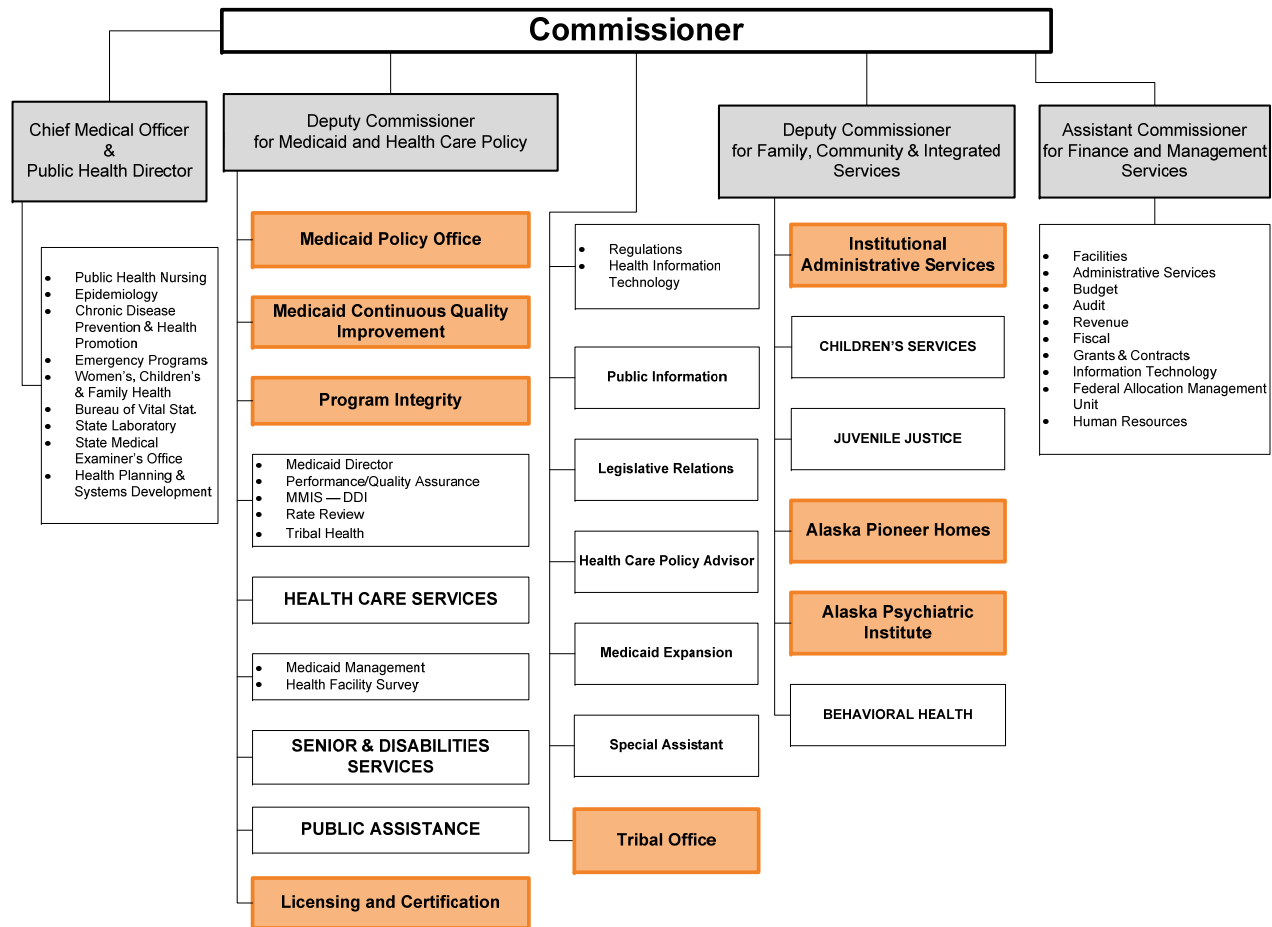 Commissioner
Chief Medical Officer
&
Public Health Director
• Public Health Nursing
• Epidemiology
• Chronic Disease
Prevention & Health
Promotion
• Emergency Programs
• Women's, Children's
& Family Health
• Bureau of Vital Stat.
• State Laboratory
• State Medical
Examiner's Office
• Health Planning &
Systems Development
Deputy Commissioner
for Medicaid and Health Care Policy
Medicaid Policy Office
Medicaid Continuous Quality
Improvement
Program Integrity
• Medicaid Director
• Performance/Quality Assurance
• MMIS — DDI
• Rate Review
• Tribal Health
HEALTH CARE SERVICES
• Medicaid Management
• Health Facility Survey
SENIOR & DISABILITIES
SERVICES
PUBLIC ASSISTANCE
Licensing and Certification
• Regulations
• Health Information
Technology
Public Information
Legislative Relations
Health Care Policy Advisor
Medicaid Expansion
Special Assistant
Tribal Office
Deputy Commissioner
for Family, Community & Integrated
Services
Institutional
Administrative Services
CHILDREN'S SERVICES
JUVENILE JUSTICE
Alaska Pioneer Homes
Alaska Psychiatric
Institute
BEHAVIORAL HEALTH
Assistant Commissioner
for Finance and Management
Services
• Facilities
• Administrative Services
• Budget
• Audit
• Revenue
• Fiscal
• Grants & Contracts
• Information Technology
• Federal Allocation Management
Unit
• Human Resources